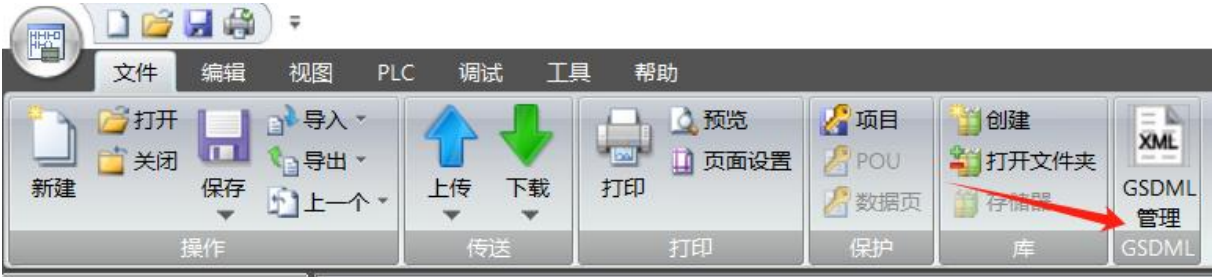 文件 编辑 视图 PLC 调试 工具 帮助
新建
打开
关闭
保存
导入
导出
上一个
操作
上传
下载
传送
打印
预览
页面设置
打印
项目
POU
数据页
保护
创建
打开文件夹
存储器
库
XML
GSDML
管理
GSDML